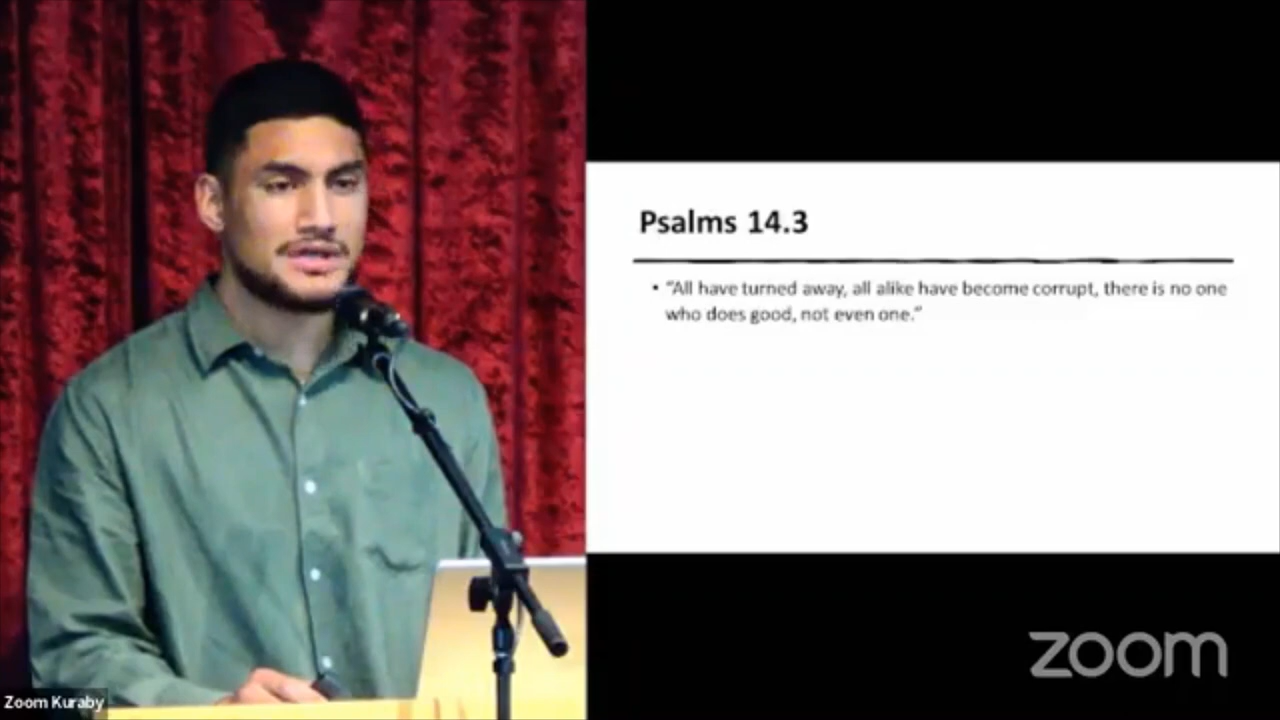 Psalms 14.3
• “All have turned away, all alike have become corrupt, there is no one
who does good, not even one.”
zoom
Zoom Kuraby